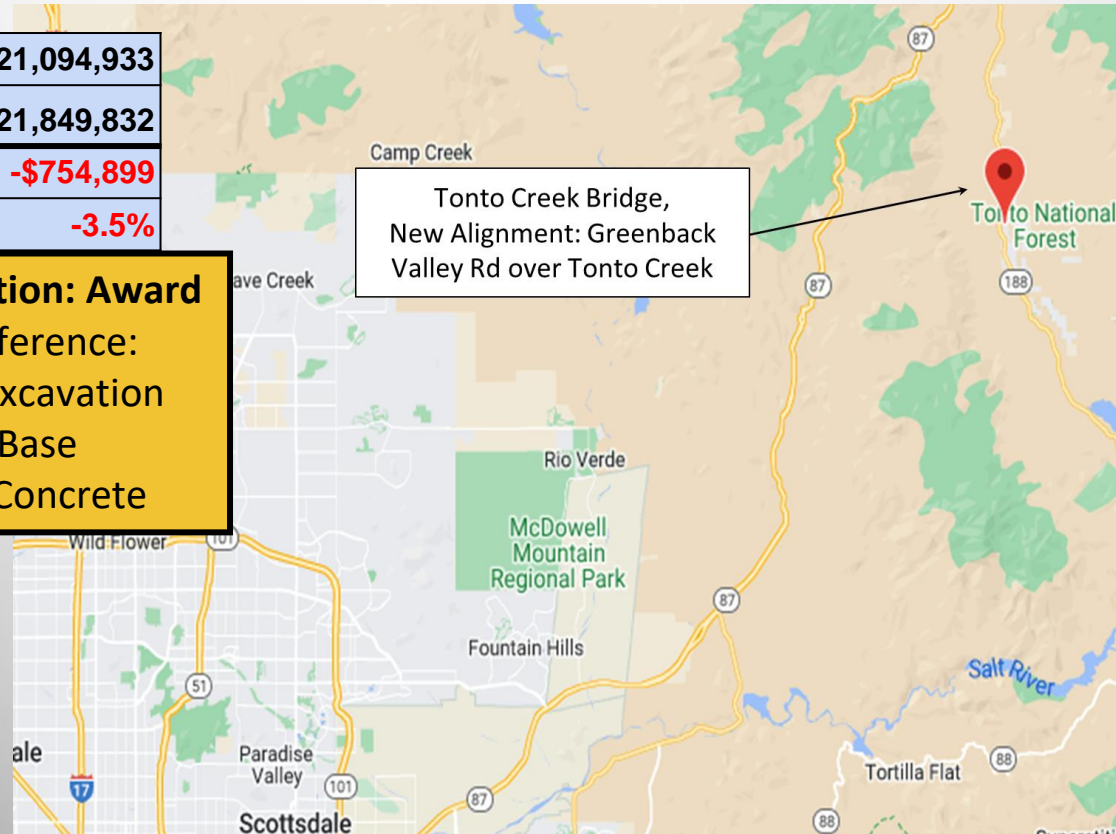 21,094,933
21,849,832
-$754,899
-3.5%
tion: Award
ference:
xcavation
Base
Concrete
Tonto Creek Bridge,
New Alignment: Greenback
Valley Rd over Tonto Creek
87
Camp Creek
Tonto National
Forest
ave Creek
87
188
Rio Verde
McDowell
Mountain
Regional Park
Wild Flower
101
87
Fountain Hills
Salt River
51
ale
Paradise
Valley
Tortilla Flat
88
17
101
87
Scottsdale
88